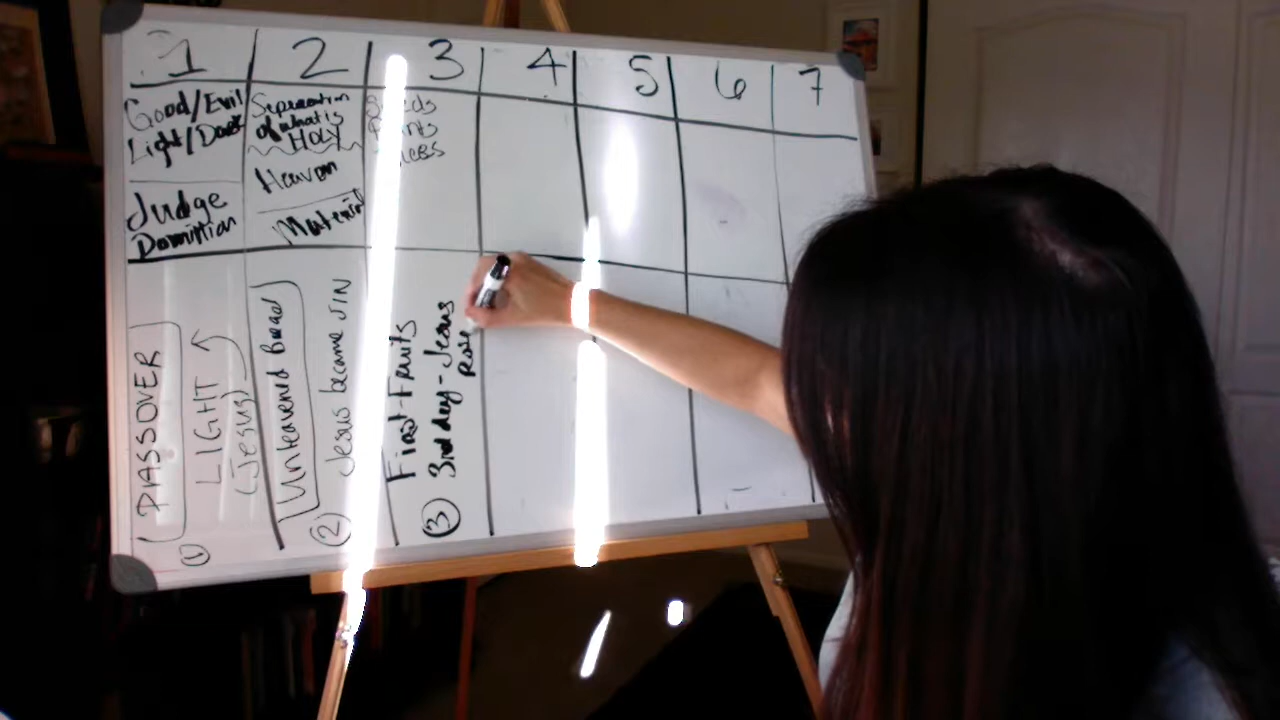 1 2 3 4 5 6 7
Good/Evil
Light/Dark
Judge
Dominion
Seperation
of what is
HOLY
Heaven
Material
Seeds
Plants
PASSOVER
① LIGHT
(Jesus)
Unleavened Bread
② Jesus became SIN
First-Fruits
③ 3rd day-Jesus
Rose